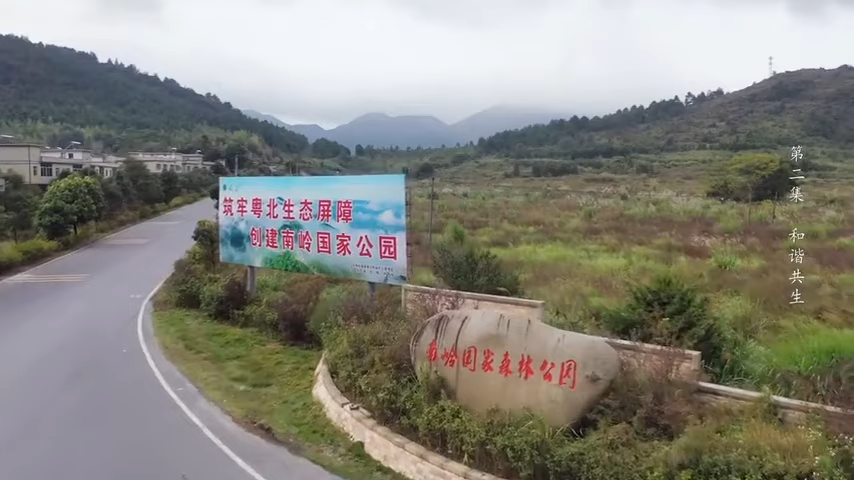 筑牢粤北生态屏障
创建南岭国家公园
南岭国家森林公园
第二集 和谐共生